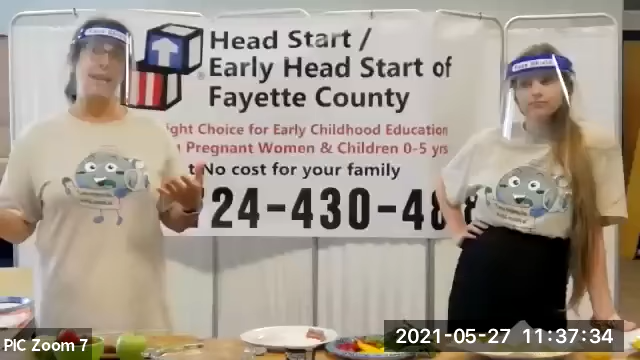 Head Start /
Early Head Start of
Fayette County
ight Choice for Early Childhood Education
Pregnant Women & Children 0-5 yrs
No cost for your family
24-430-48
PIC Zoom 7
2021-05-27 11:37:34